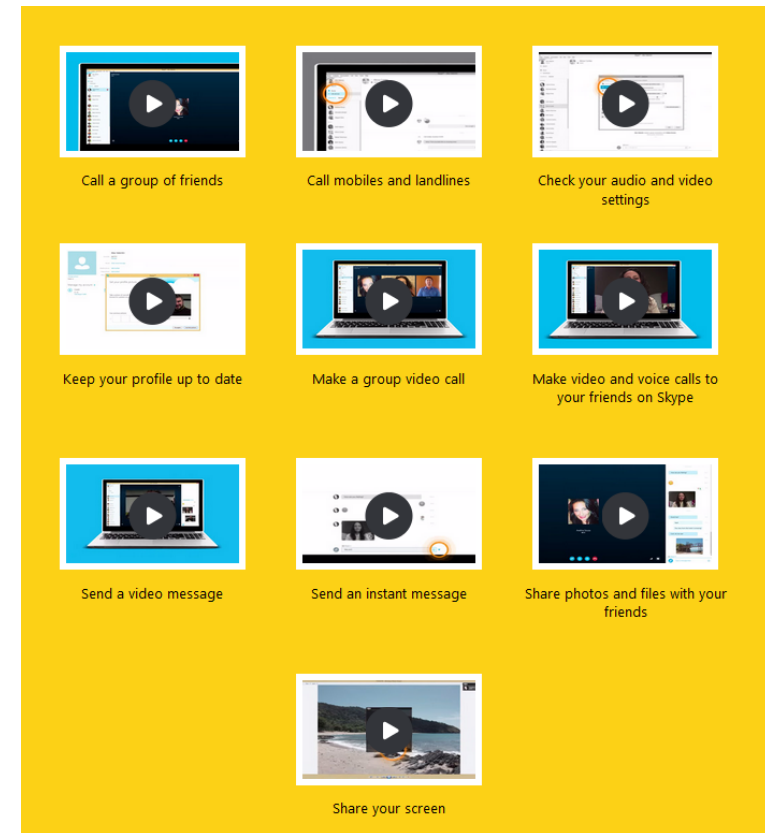 Call a group of friends
Call mobiles and landlines
Check your audio and video
settings
Keep your profile up to date
Make a group video call
Make video and voice calls to
your friends on Skype
Send a video message
Send an instant message
Share photos and files with your
friends
Share your screen